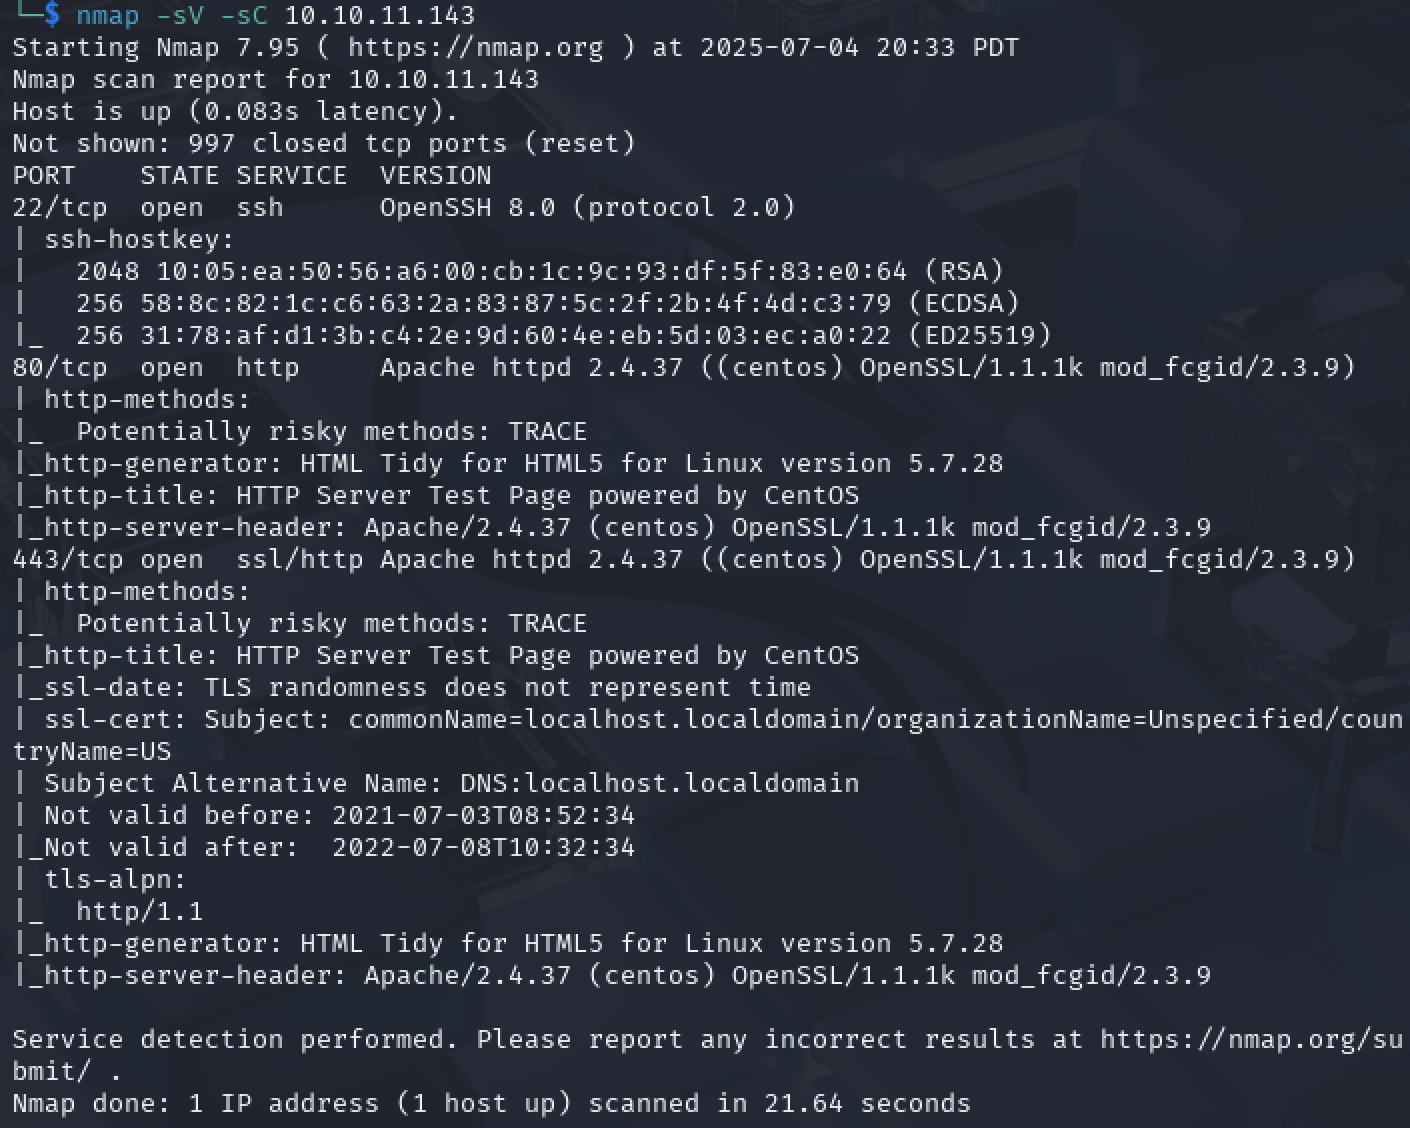 └─$ nmap -sV -sC 10.10.11.143
Starting Nmap 7.95 ( https://nmap.org ) at 2025-07-04 20:33 PDT
Nmap scan report for 10.10.11.143
Host is up (0.083s latency).
Not shown: 997 closed tcp ports (reset)
PORT    STATE SERVICE  VERSION
22/tcp  open  ssh      OpenSSH 8.0 (protocol 2.0)
| ssh-hostkey:
|   2048 10:05:ea:50:56:a6:00:cb:1c:9c:93:df:5f:83:e0:64 (RSA)
|   256 58:8c:82:1c:c6:63:2a:83:87:5c:2f:2b:4f:4d:c3:79 (ECDSA)
|_  256 31:78:af:d1:3b:c4:2e:9d:60:4e:eb:5d:03:ec:a0:22 (ED25519)
80/tcp  open  http     Apache httpd 2.4.37 ((centos) OpenSSL/1.1.1k mod_fcgid/2.3.9)
| http-methods:
|_  Potentially risky methods: TRACE
|_http-generator: HTML Tidy for HTML5 for Linux version 5.7.28
|_http-title: HTTP Server Test Page powered by CentOS
|_http-server-header: Apache/2.4.37 (centos) OpenSSL/1.1.1k mod_fcgid/2.3.9
443/tcp open  ssl/http Apache httpd 2.4.37 ((centos) OpenSSL/1.1.1k mod_fcgid/2.3.9)
| http-methods:
|_  Potentially risky methods: TRACE
|_http-title: HTTP Server Test Page powered by CentOS
|_ssl-date: TLS randomness does not represent time
| ssl-cert: Subject: commonName=localhost.localdomain/organizationName=Unspecified/coun
tryName=US
| Subject Alternative Name: DNS:localhost.localdomain
| Not valid before: 2021-07-03T08:52:34
|_Not valid after:  2022-07-08T10:32:34
| tls-alpn:
|_  http/1.1
|_http-generator: HTML Tidy for HTML5 for Linux version 5.7.28
|_http-server-header: Apache/2.4.37 (centos) OpenSSL/1.1.1k mod_fcgid/2.3.9
Service detection performed. Please report any incorrect results at https://nmap.org/su
bmit/ .
Nmap done: 1 IP address (1 host up) scanned in 21.64 seconds